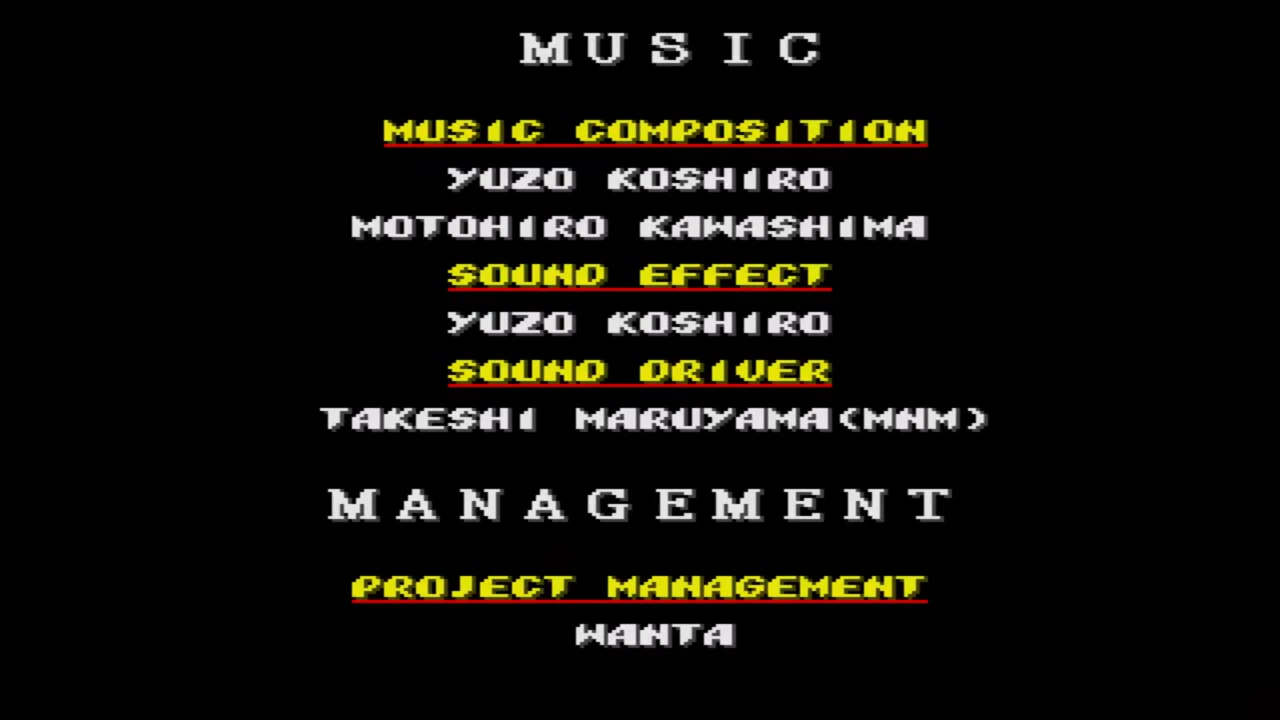 MUSIC
MUSIC COMPOSITION
YUZO KOSHIRO
MOTOHIRO KAWASHIMA
SOUND EFFECT
YUZO KOSHIRO
SOUND DRIVER
TAKESHI MARUYAMA(MNM)
MANAGEMENT
PROJECT MANAGEMENT
WANTA